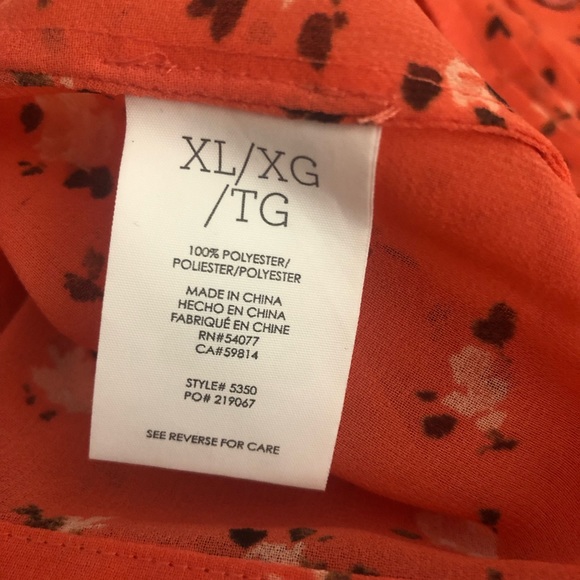 XL/XG
/TG
100% POLYESTER/
POLIESTER/POLYESTER
MADE IN CHINA
HECHO EN CHINA
FABRIQUÉ EN CHINE
RN#54077
CA#59814
STYLE# 5350
PO# 219067
SEE REVERSE FOR CARE